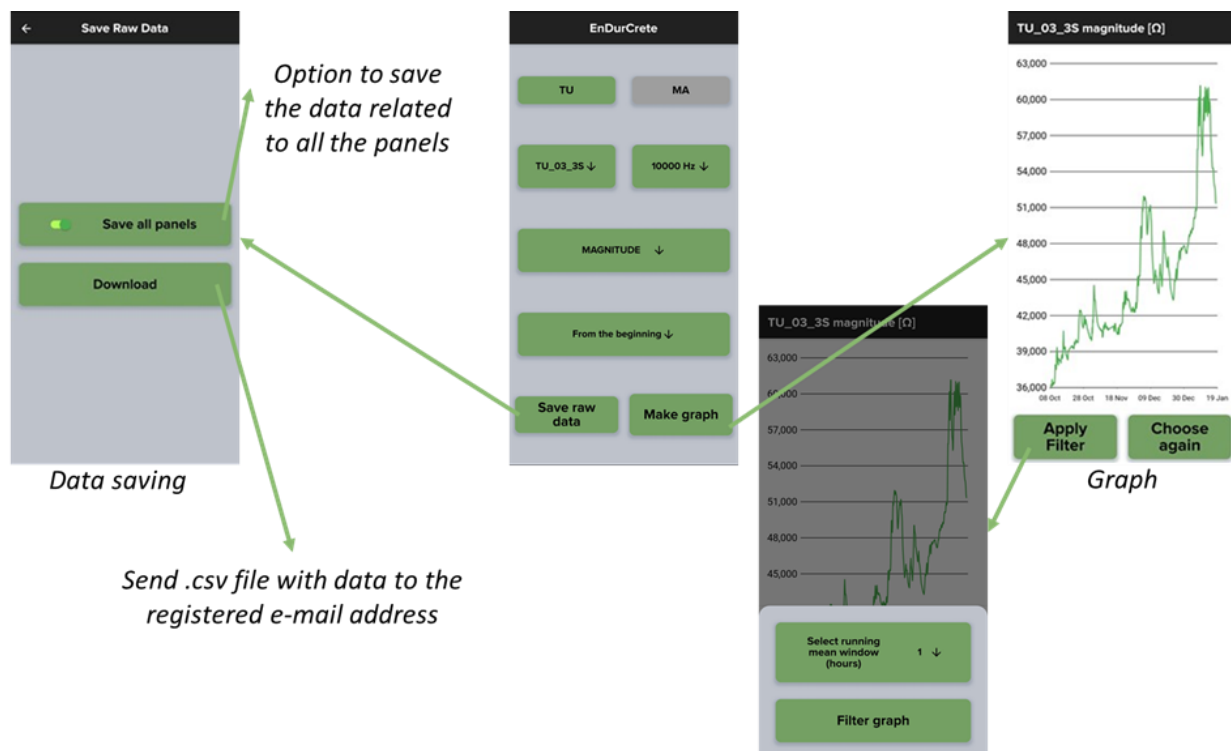 ←
Save Raw Data
Save all panels
Download
Data saving
Option to save
the data related
to all the panels
Send .csv file with data to the
registered e-mail address
EnDurCrete
TU
MA
TU_03_3S ↓
10000 Hz ↓
MAGNITUDE ↓
From the beginning ↓
Save raw
data
Make graph
TU_03_3S magnitude [Ω]
63,000
60,000
57,000
54,000
51,000
48,000
45,000
42,000
Select running
mean window
(hours)
1 ↓
Filter graph
TU_03_3S magnitude [Ω]
63,000
60,000
57,000
54,000
51,000
48,000
45,000
42,000
39,000
36,000
08 Oct 28 Oct 18 Nov 09 Dec 30 Dec 19 Jan
Apply
Filter
Choose
again
Graph